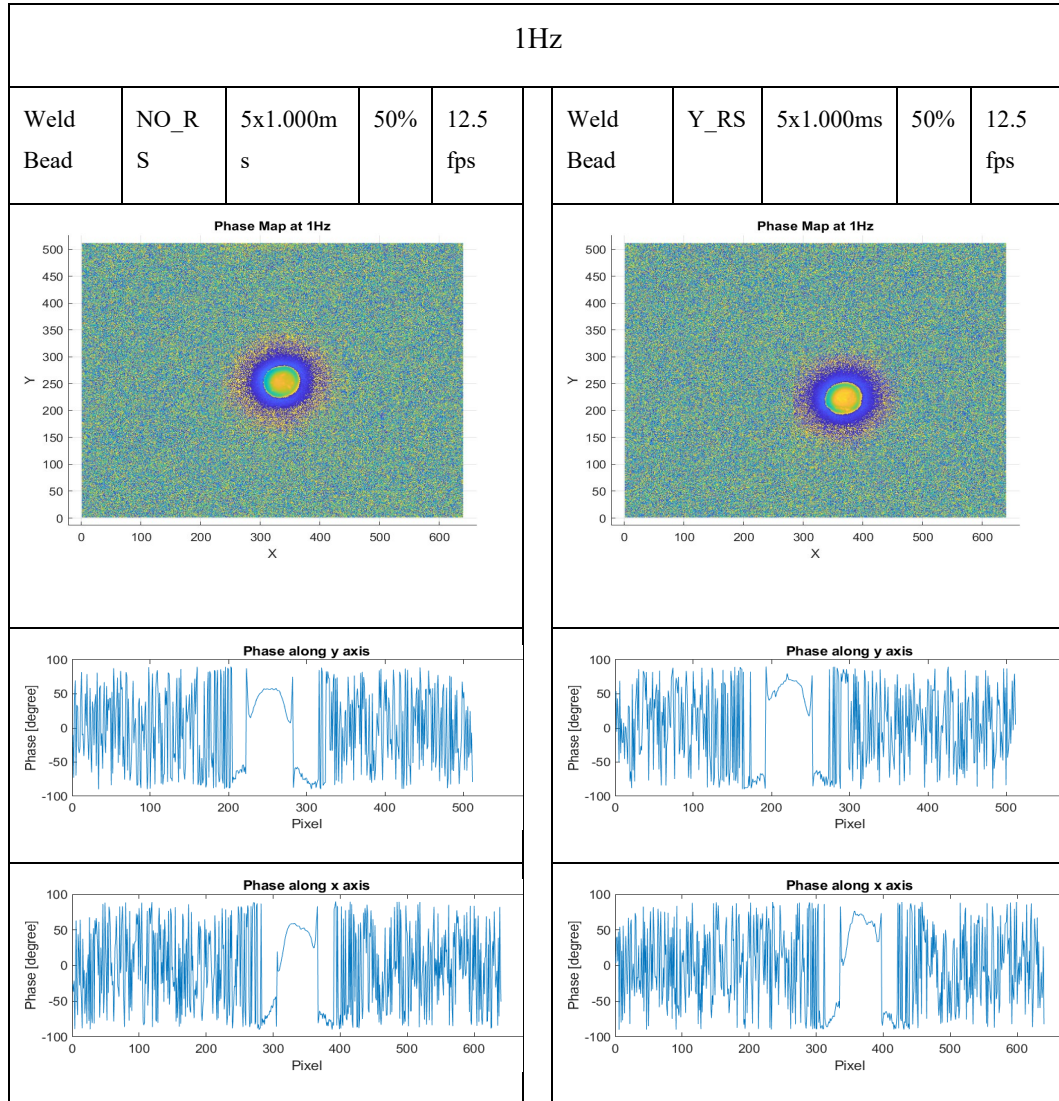 1Hz
Weld Bead
NO_R
S
5x1.000m
s
50%
12.5
fps
Weld
Bead
Y_RS
5x1.000ms
50%
12.5
fps
Phase Map at 1Hz
500
450
400
350
300
250
200
150
100
50
0
Y
0 100 200 300 400 500 600
X
Phase Map at 1Hz
500
450
400
350
300
250
200
150
100
50
0
Y
0 100 200 300 400 500 600
X
Phase along y axis
100
50
0
-50
-100
Phase [degree]
0 100 200 300 400 500
Pixel
Phase along y axis
100
50
0
-50
-100
Phase [degree]
0 100 200 300 400 500
Pixel
Phase along x axis
100
50
0
-50
-100
Phase [degree]
0 100 200 300 400 500 600
Pixel
Phase along x axis
100
50
0
-50
-100
Phase [degree]
0 100 200 300 400 500 600
Pixel